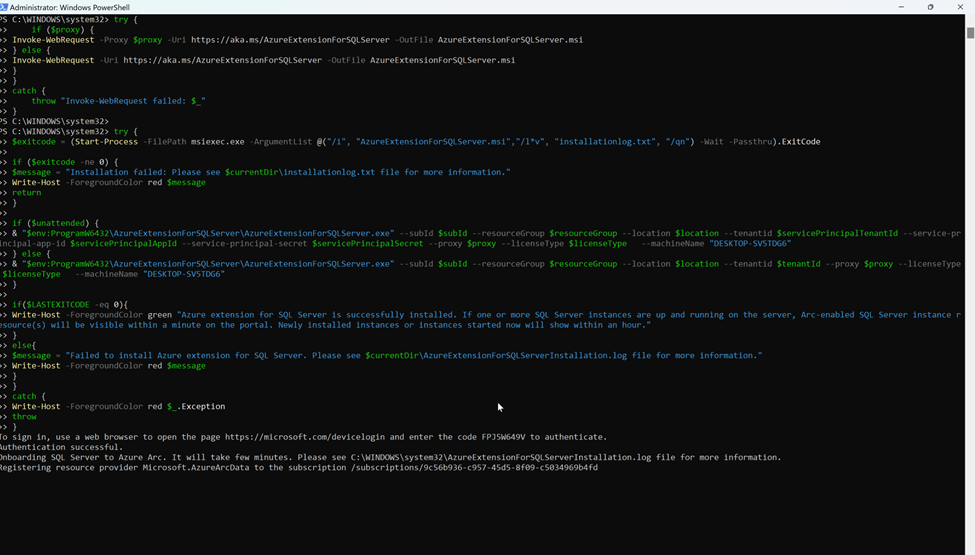 Administrator: Windows PowerShell
PS C:\WINDOWS\system32> try {
>>     if ($proxy) {
>> Invoke-WebRequest -Proxy $proxy -Uri https://aka.ms/AzureExtensionForSQLServer -OutFile AzureExtensionForSQLServer.msi
>> } else {
>> Invoke-WebRequest -Uri https://aka.ms/AzureExtensionForSQLServer -OutFile AzureExtensionForSQLServer.msi
>> }
>> }
>> catch {
>>     throw "Invoke-WebRequest failed: $_"
>> }
PS C:\WINDOWS\system32>
PS C:\WINDOWS\system32> try {
>> $exitcode = (Start-Process -FilePath msiexec.exe -ArgumentList @("/i", "AzureExtensionForSQLServer.msi","/l*v", "installationlog.txt", "/qn") -Wait -Passthru).ExitCode
>>
>> if ($exitcode -ne 0) {
>> $message = "Installation failed: Please see $currentDir\installationlog.txt file for more information."
>> Write-Host -ForegroundColor red $message
>> return
>> }
>>
>> if ($unattended) {
>> & "$env:ProgramW6432\AzureExtensionForSQLServer\AzureExtensionForSQLServer.exe" --subId $subId --resourceGroup $resourceGroup --location $location --tenantid $servicePrincipalTenantId --service-pr
incipal-app-id $servicePrincipalAppId --service-principal-secret $servicePrincipalSecret --proxy $proxy --licenseType $licenseType   --machineName "DESKTOP-SV5TDG6"
>> } else {
>> & "$env:ProgramW6432\AzureExtensionForSQLServer\AzureExtensionForSQLServer.exe" --subId $subId --resourceGroup $resourceGroup --location $location --tenantid $tenantId --proxy $proxy --licenseType
$licenseType   --machineName "DESKTOP-SV5TDG6"
>> }
>>
>> if($LASTEXITCODE -eq 0){
>> Write-Host -ForegroundColor green "Azure extension for SQL Server is successfully installed. If one or more SQL Server instances are up and running on the server, Arc-enabled SQL Server instance r
esource(s) will be visible within a minute on the portal. Newly installed instances or instances started now will show within an hour."
>> }
>> else{
>> $message = "Failed to install Azure extension for SQL Server. Please see $currentDir\AzureExtensionForSQLServerInstallation.log file for more information."
>> Write-Host -ForegroundColor red $message
>> }
>> }
>> catch {
>> Write-Host -ForegroundColor red $_.Exception
>> throw
>> }
To sign in, use a web browser to open the page https://microsoft.com/devicelogin and enter the code FPJ5W649V to authenticate.
Authentication successful.
Onboarding SQL Server to Azure Arc. It will take few minutes. Please see C:\WINDOWS\system32\AzureExtensionForSQLServerInstallation.log file for more information.
Registering resource provider Microsoft.AzureArcData to the subscription /subscriptions/9c56b936-c957-45d5-8f09-c5034969b4fd